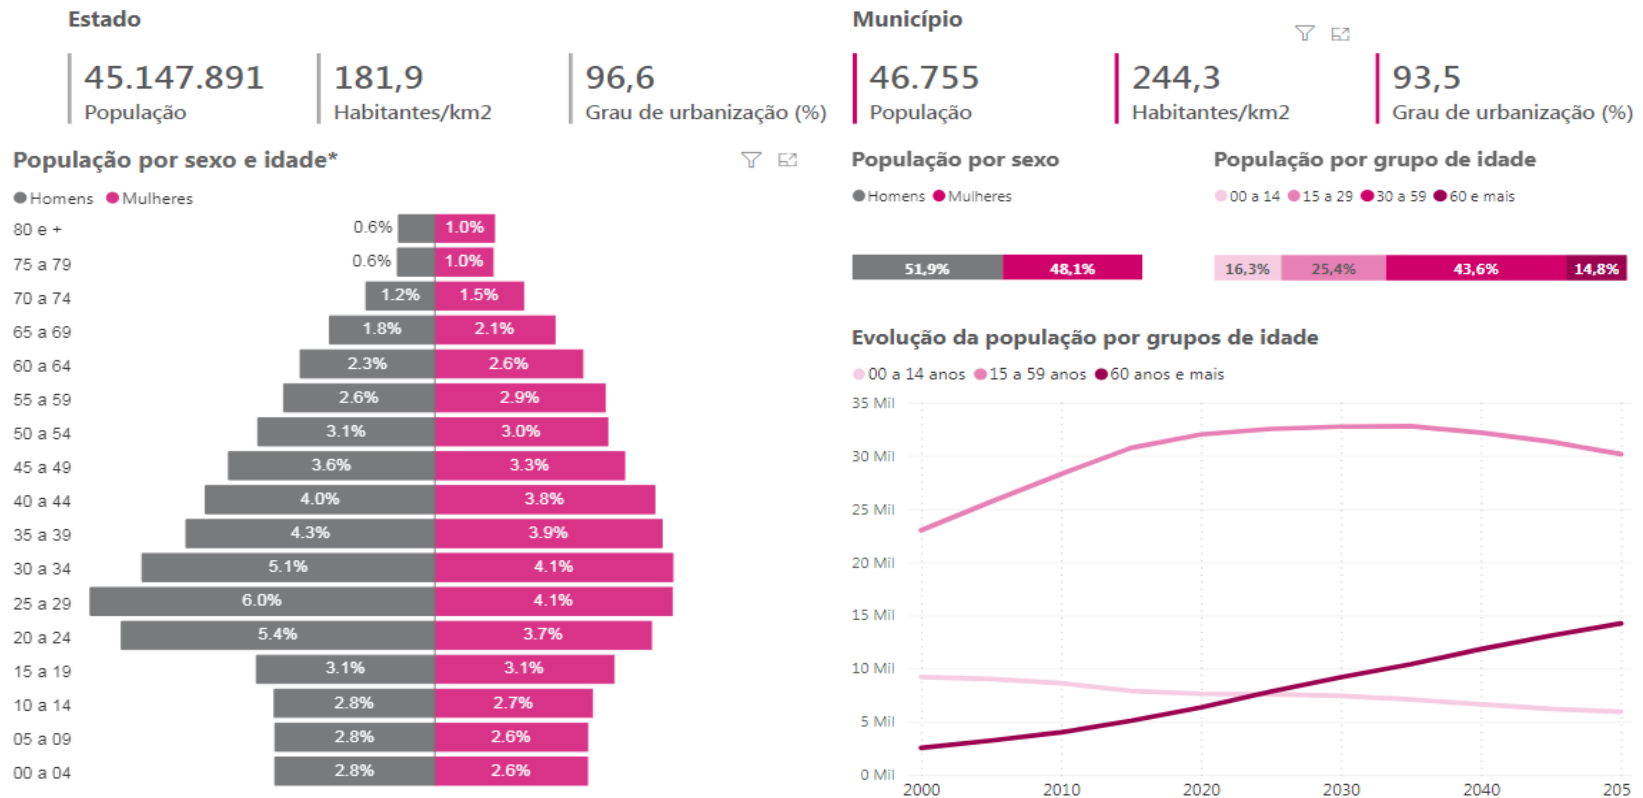 Estado
45.147.891
População
181,9
Habitantes/km2
96,6
Grau de urbanização (%)
Município
46.755
População
244,3
Habitantes/km2
93,5
Grau de urbanização (%)
População por sexo e idade*
Homens Mulheres
80 e + 0.6% 1.0%
75 a 79 0.6% 1.0%
70 a 74 1.2% 1.5%
65 a 69 1.8% 2.1%
60 a 64 2.3% 2.6%
55 a 59 2.6% 2.9%
50 a 54 3.1% 3.0%
45 a 49 3.6% 3.3%
40 a 44 4.0% 3.8%
35 a 39 4.3% 3.9%
30 a 34 5.1% 4.1%
25 a 29 6.0% 4.1%
20 a 24 5.4% 3.7%
15 a 19 3.1% 3.1%
10 a 14 2.8% 2.7%
05 a 09 2.8% 2.6%
00 a 04 2.8% 2.6%
População por sexo
Homens Mulheres
51,9% 48,1%
População por grupo de idade
00 a 14 15 a 29 30 a 59 60 e mais
16,3% 25,4% 43,6% 14,8%
Evolução da população por grupos de idade
00 a 14 anos 15 a 59 anos 60 anos e mais
35 Mil
30 Mil
25 Mil
20 Mil
15 Mil
10 Mil
5 Mil
0 Mil
2000 2010 2020 2030 2040 205